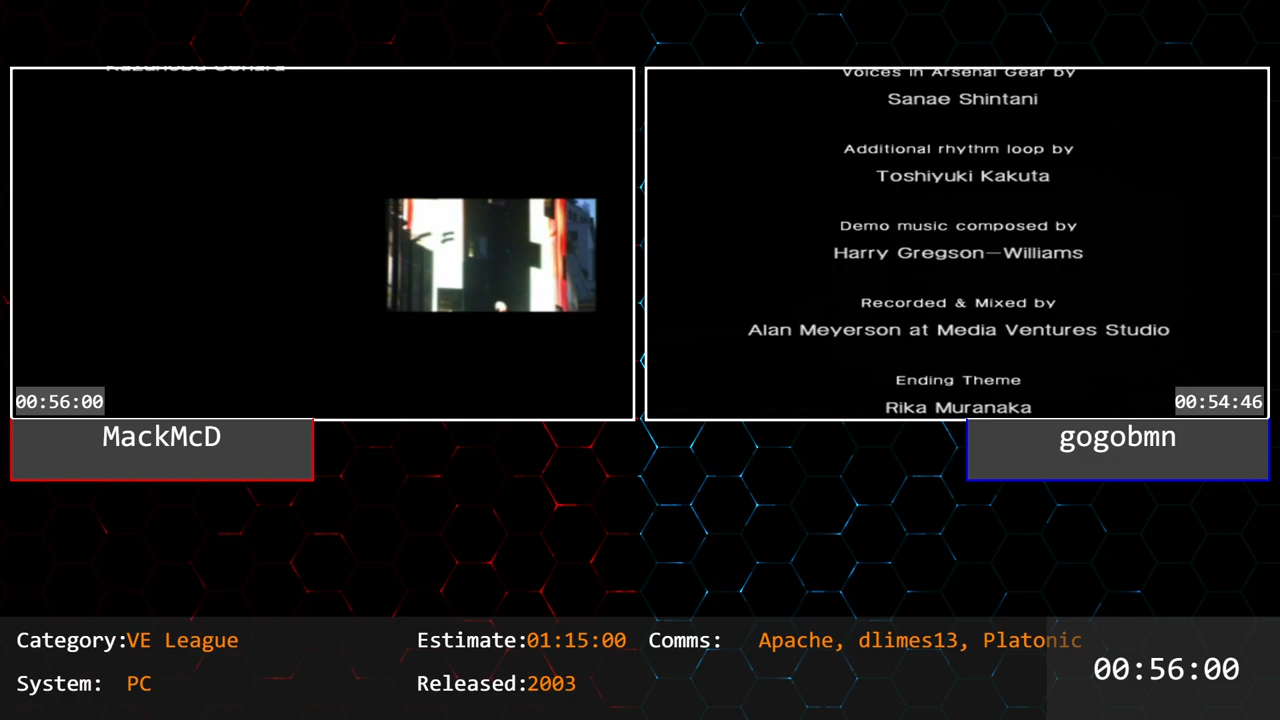 Voices in Arsenal Gear by
Sanae Shintani
Additional rhythm loop by
Toshiyuki Kakuta
Demo music composed by
Harry Gregson-Williams
Recorded & Mixed by
Alan Meyerson at Media Ventures Studio
Ending Theme
Rika Muranaka
00:56:00
00:54:46
MackMcD
gogobmn
Category:VE League
Estimate:01:15:00
Comms: Apache, dlimes13, Platonic
System: PC
Released:2003
00:56:00